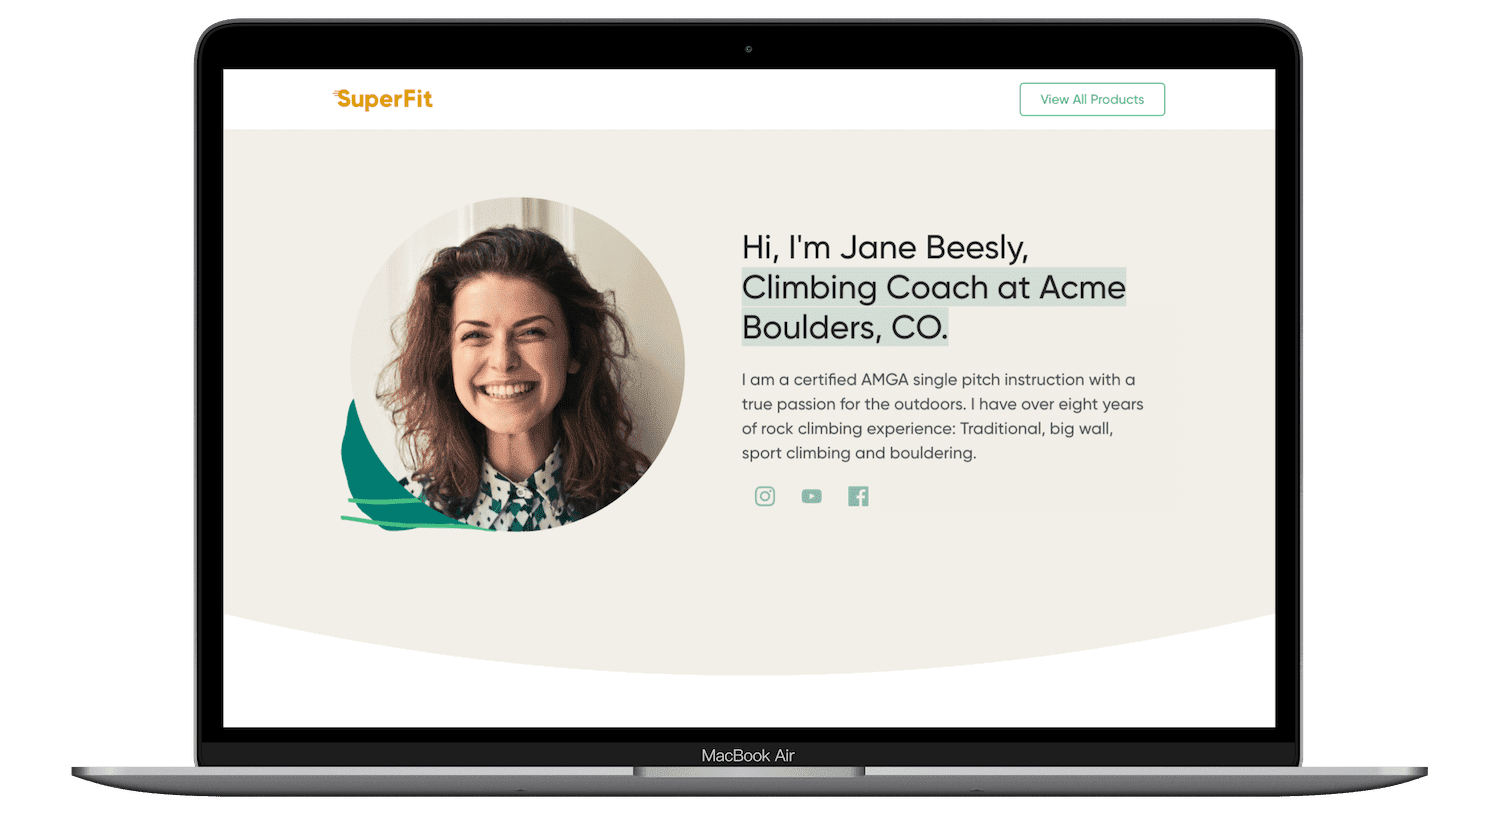 SuperFit
View All Products
Hi, I'm Jane Beesly,
Climbing Coach at Acme
Boulders, CO.
I am a certified AMGA single pitch instruction with a
true passion for the outdoors. I have over eight years
of rock climbing experience: Traditional, big wall,
sport climbing and bouldering.
MacBook Air